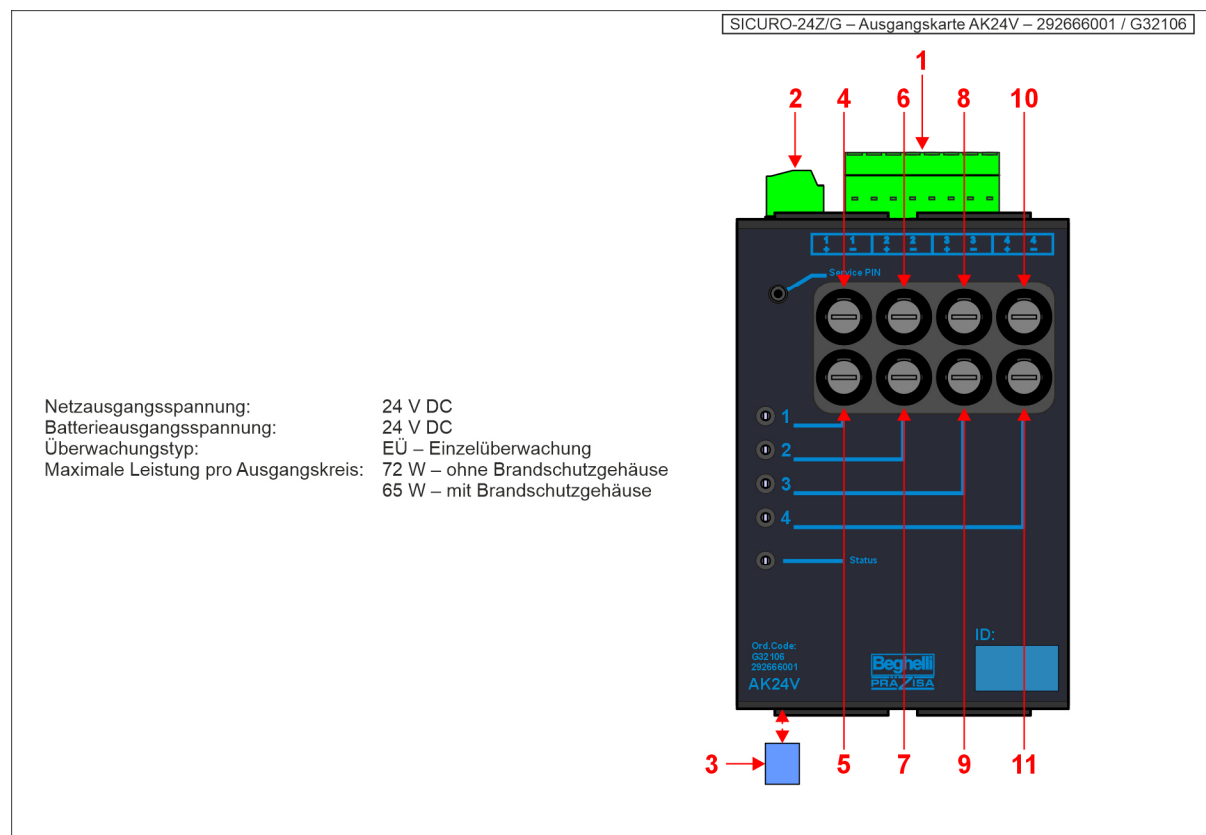 SICURO-24Z/G – Ausgangskarte AK24V – 292666001 / G32106
1
2 4 6 8 10
1 1 2 2 3 3 4 4
+ – + – + – + –
Service PIN
Netzausgangsspannung: 24 V DC
Batterieausgangsspannung: 24 V DC
Überwachungstyp: EÜ – Einzelüberwachung
Maximale Leistung pro Ausgangskreis: 72 W – ohne Brandschutzgehäuse
65 W – mit Brandschutzgehäuse
1
2
3
4
Status
Ord.Code:
G32106
292666001
AK24V
Beghelli
PRÄZISA
ID:
3 5 7 9 11